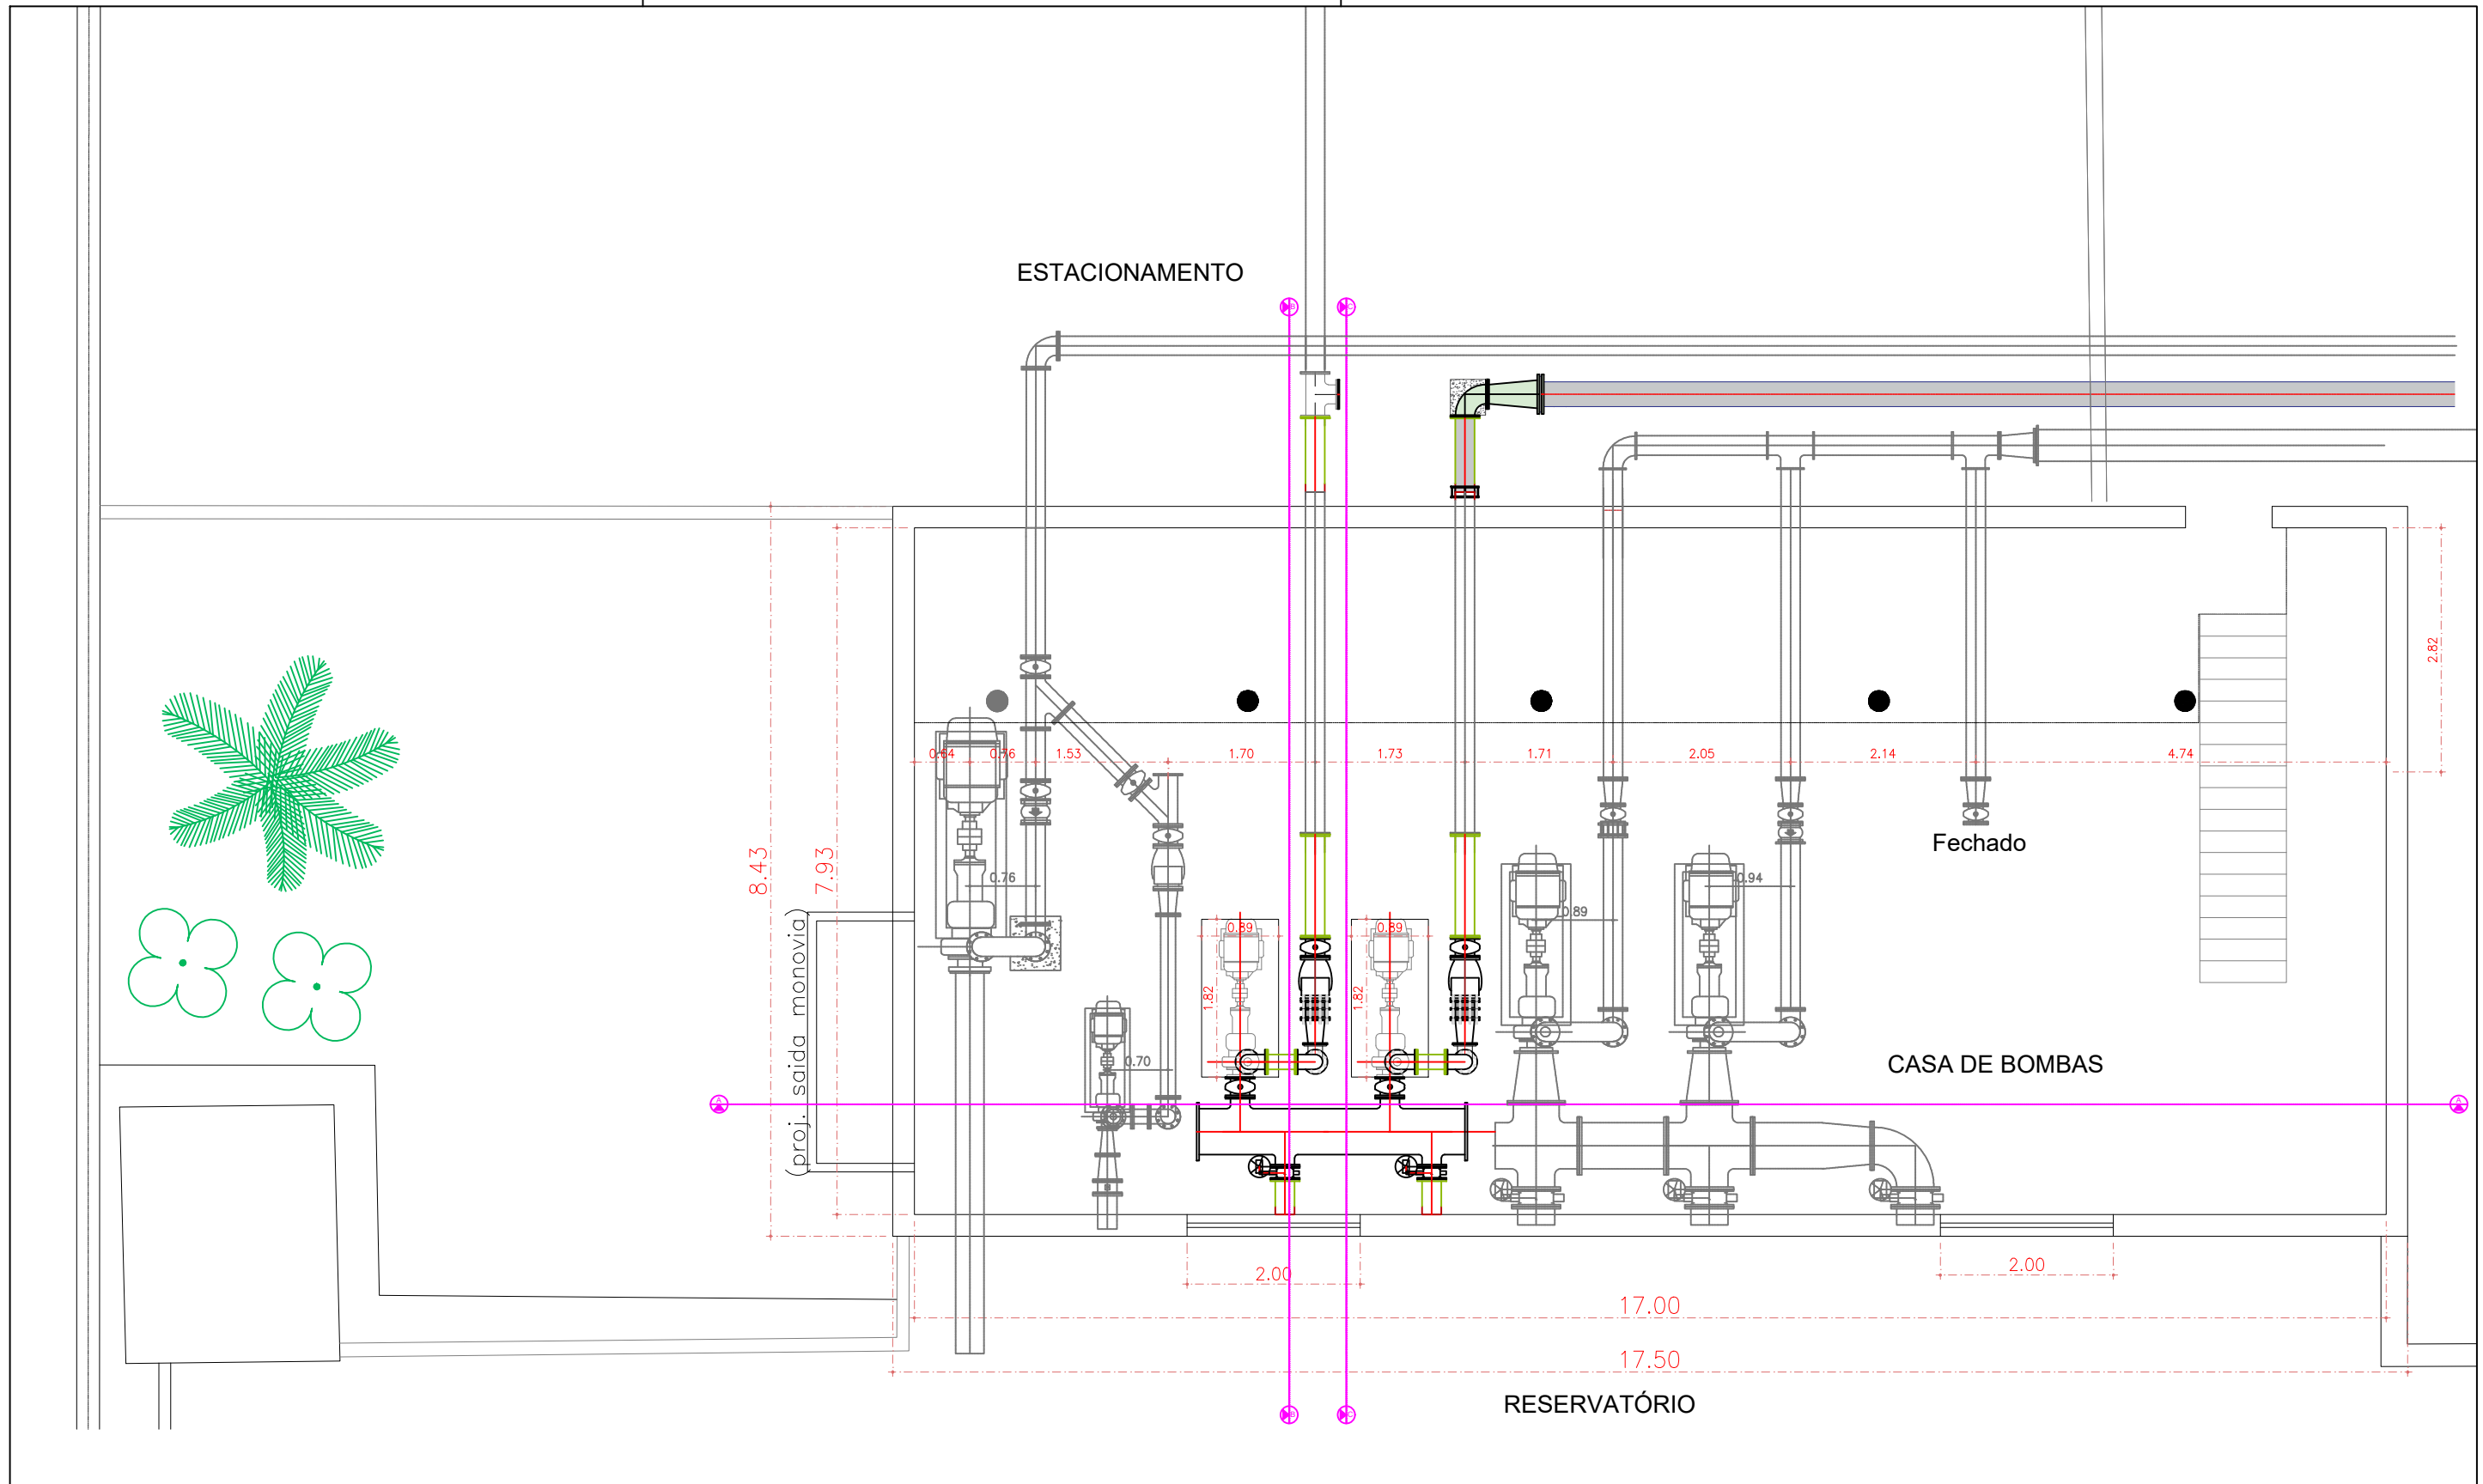 ESTACIONAMENTO
B
C
2.82
0.64
0.76
1.53
1.70
1.73
1.71
2.05
2.14
4.74
Fechado
8.43
7.93
0.76
0.94
0.89
0.89
0.89
1.82
1.82
(proj. saida monovia)
0.70
CASA DE BOMBAS
A
A
2.00
2.00
17.00
17.50
RESERVATÓRIO
B
C